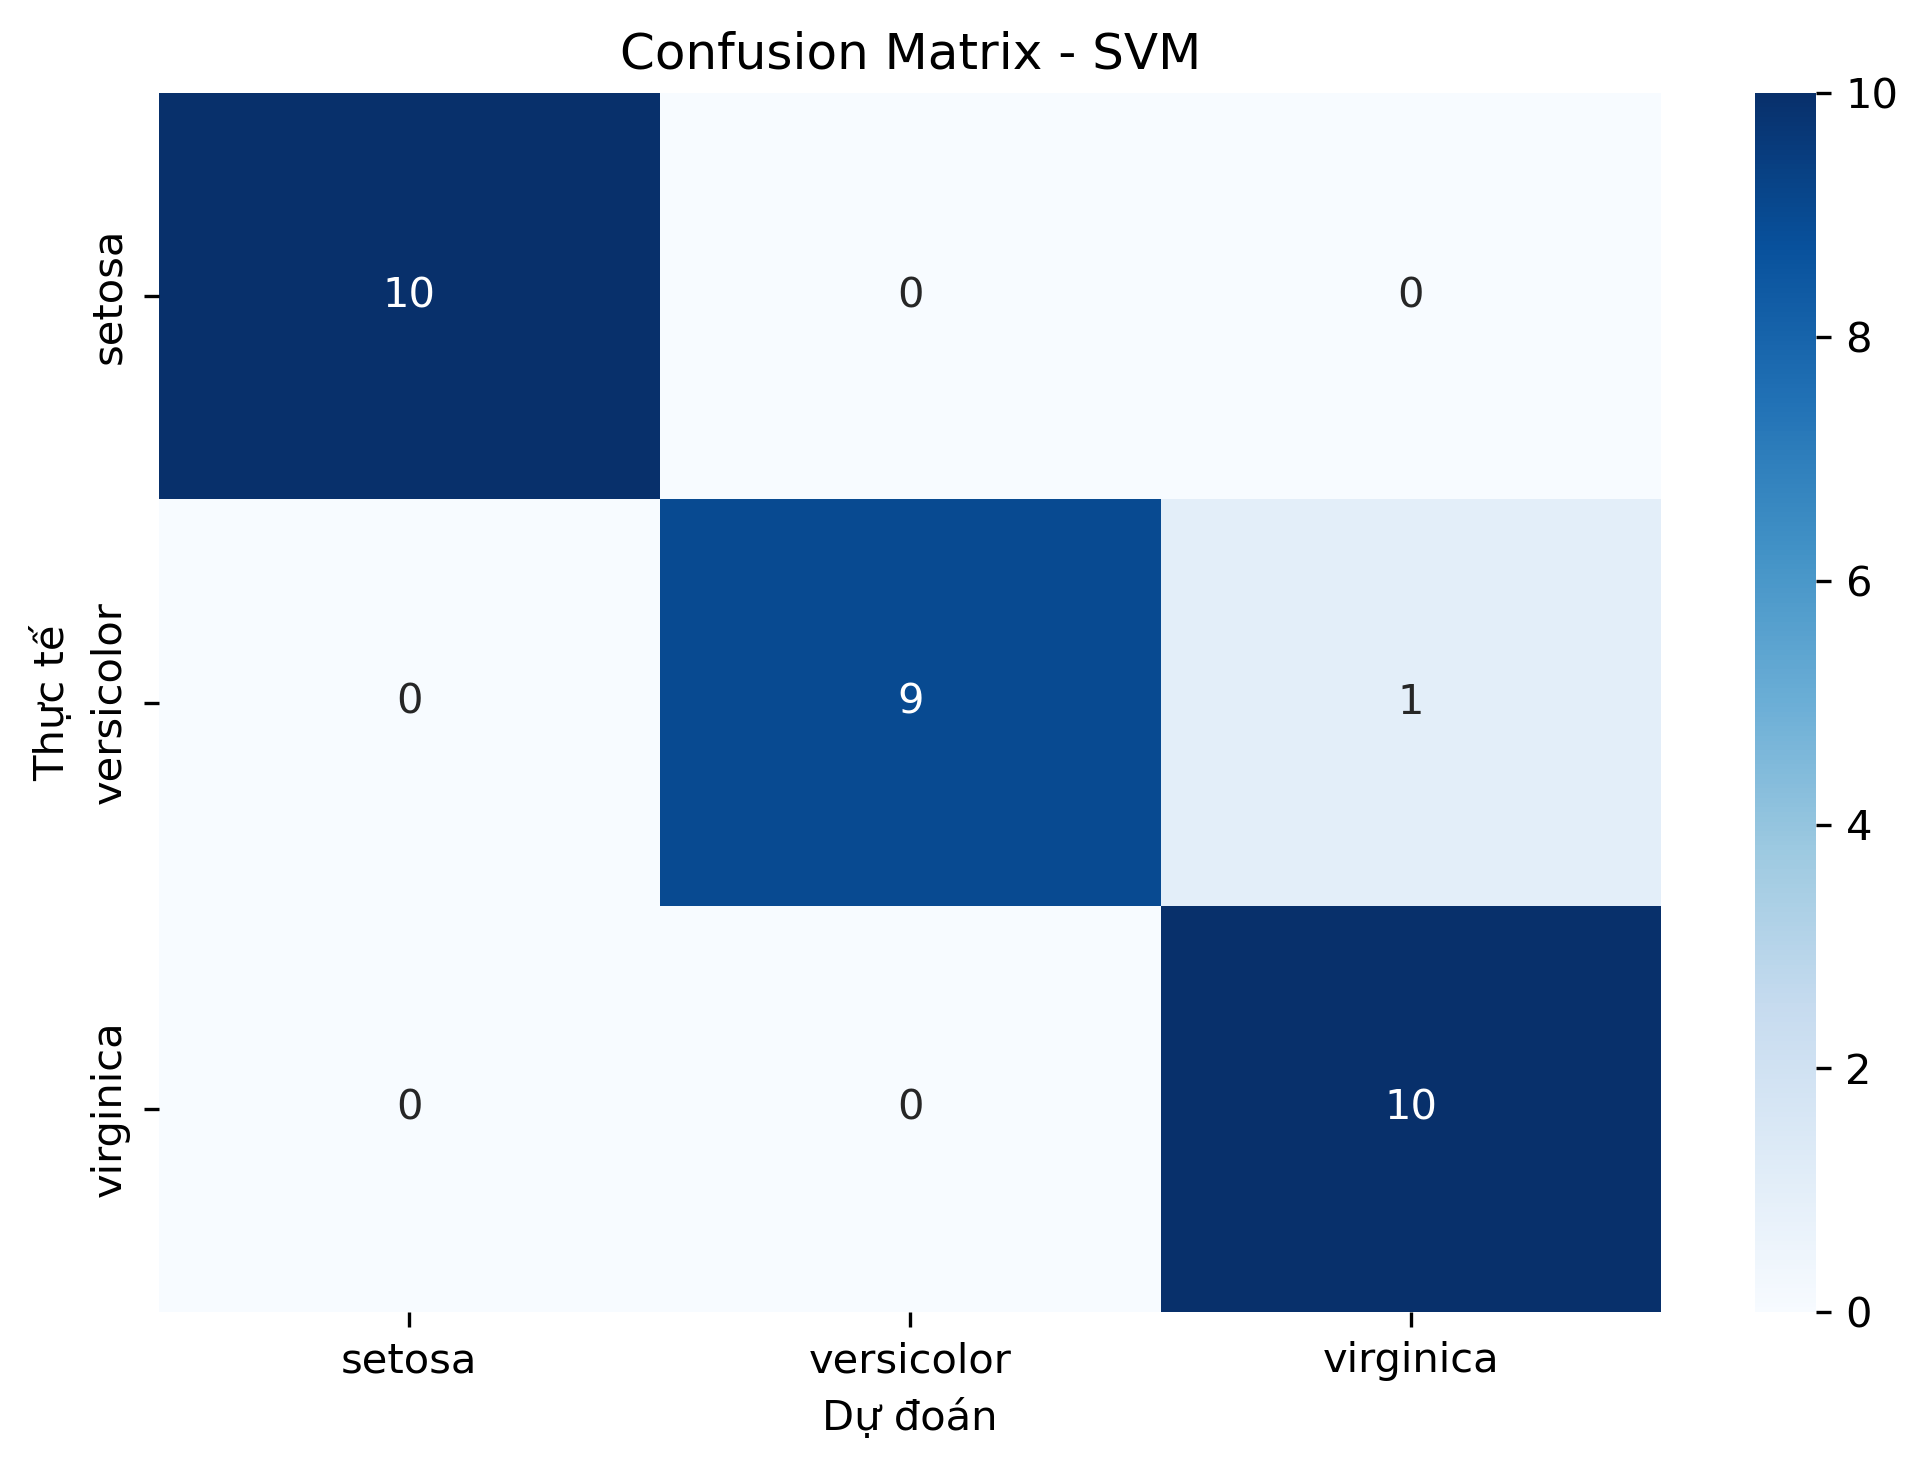 Confusion Matrix - SVM
10
8
6
4
2
0
Thực tế
setosa
versicolor
virginica
10 0 0
0 9 1
0 0 10
setosa versicolor virginica
Dự đoán